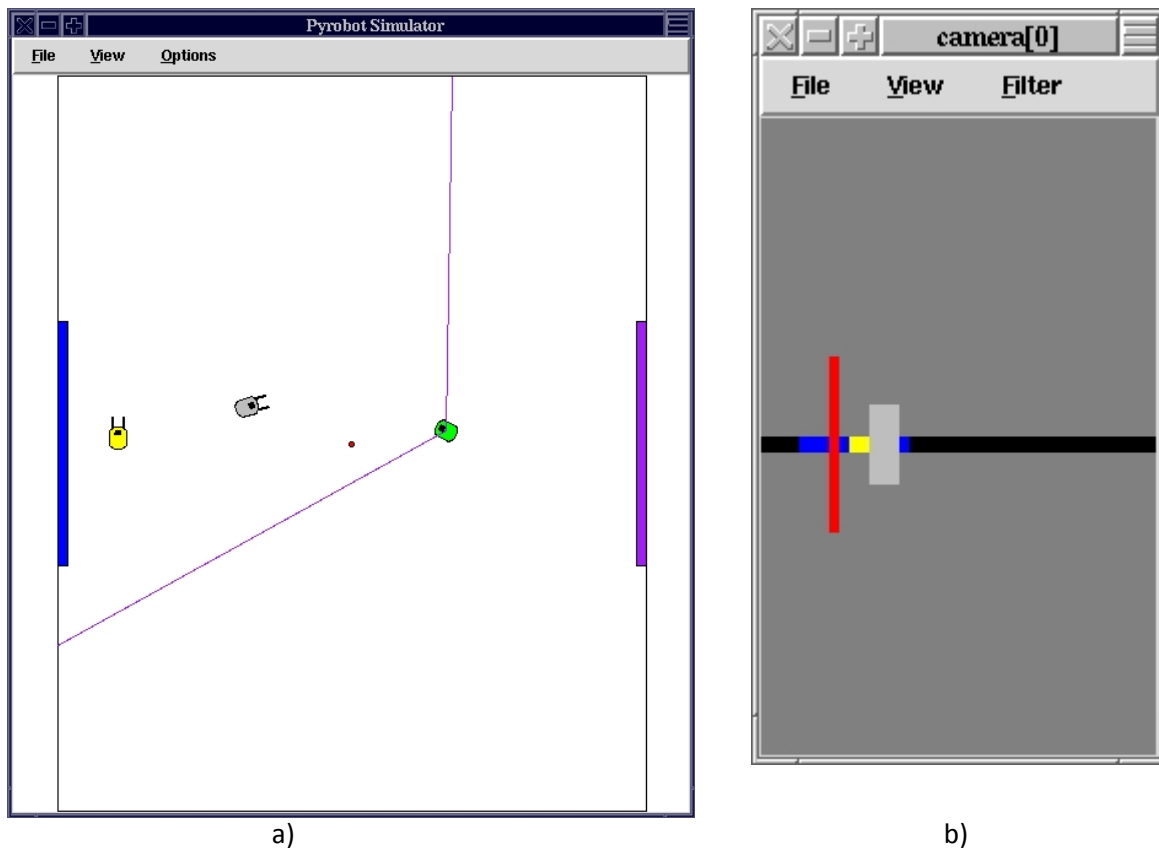 Pyrobot Simulator
File View Options
camera[0]
File View Filter
a)
b)